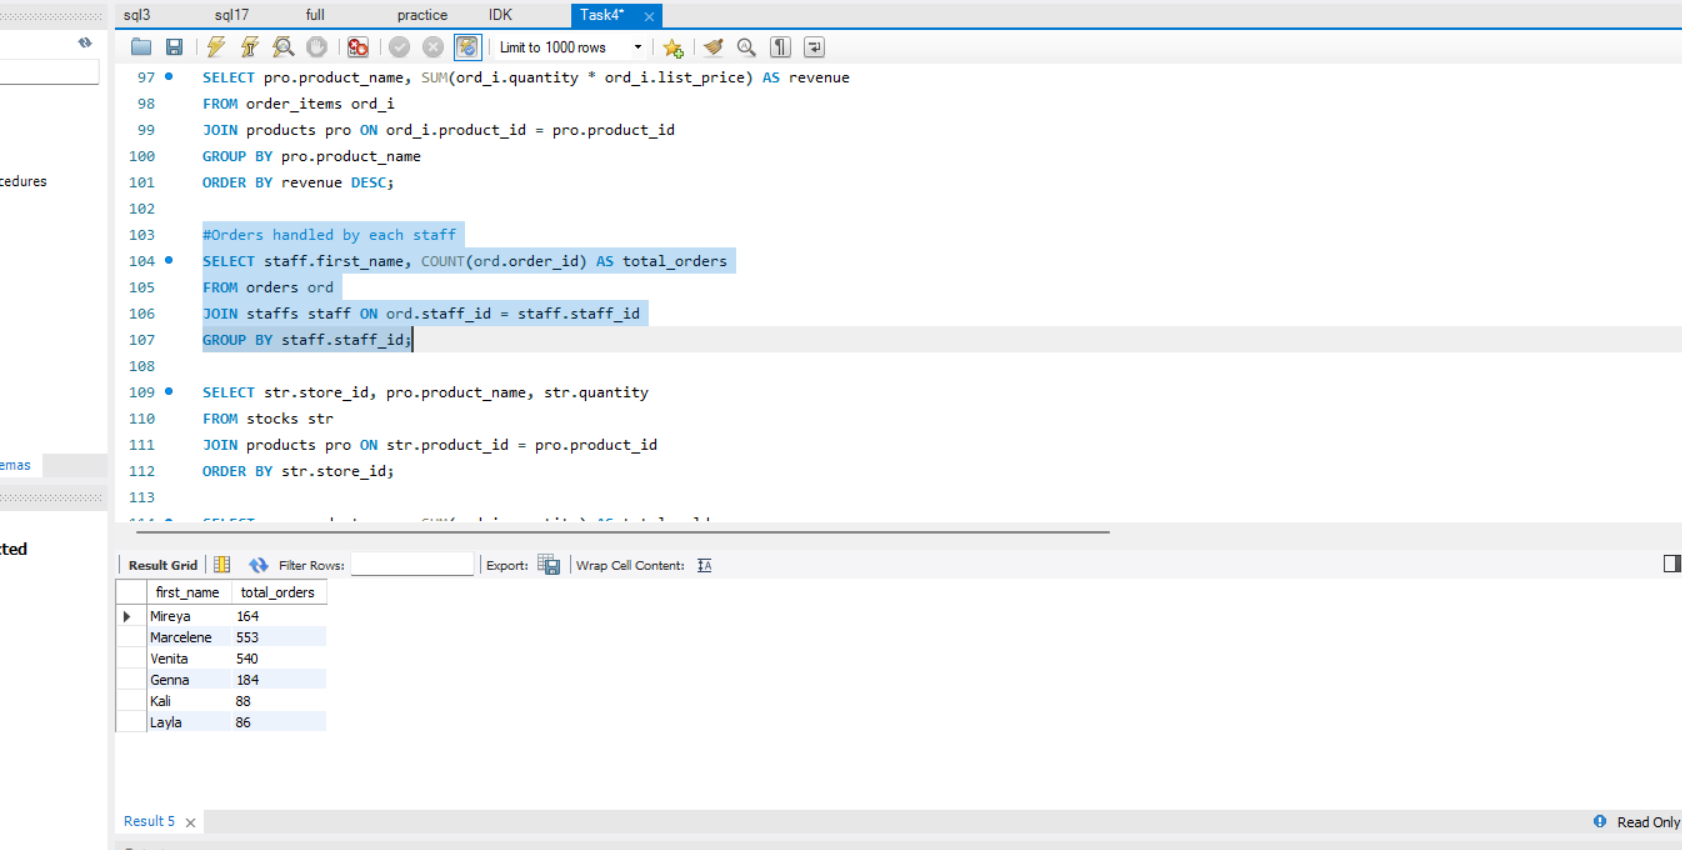 sql3 sql17 full practice IDK Task4*
Limit to 1000 rows
97 SELECT pro.product_name, SUM(ord_i.quantity * ord_i.list_price) AS revenue
98 FROM order_items ord_i
99 JOIN products pro ON ord_i.product_id = pro.product_id
100 GROUP BY pro.product_name
101 ORDER BY revenue DESC;
102
103 #Orders handled by each staff
104 SELECT staff.first_name, COUNT(ord.order_id) AS total_orders
105 FROM orders ord
106 JOIN staffs staff ON ord.staff_id = staff.staff_id
107 GROUP BY staff.staff_id;
108
109 SELECT str.store_id, pro.product_name, str.quantity
110 FROM stocks str
111 JOIN products pro ON str.product_id = pro.product_id
112 ORDER BY str.store_id;
113
cedures
emas
cted
Result Grid Filter Rows: Export: Wrap Cell Content:
first_name total_orders
Mireya 164
Marcelene 553
Venita 540
Genna 184
Kali 88
Layla 86
Result 5 Read Only